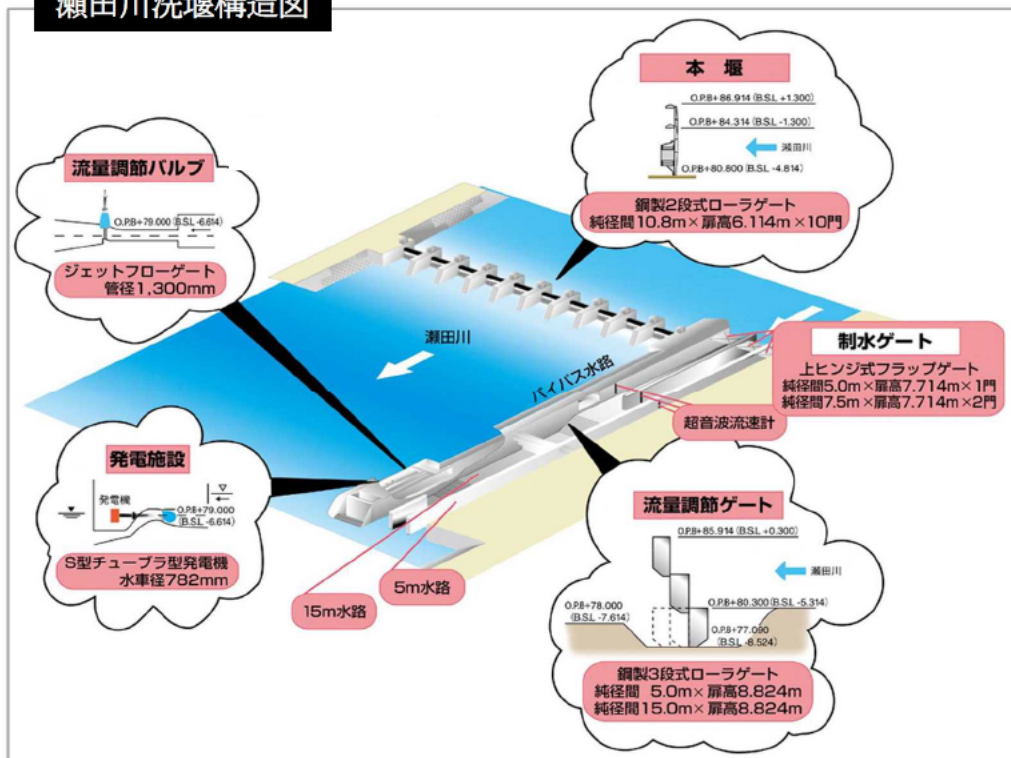 瀬田川洗堰構造図
本 堰
O.P.B+86.914 (B.S.L +1.300)
O.P.B+84.314 (B.S.L -1.300)
瀬田川
O.P.B+80.800 (B.S.L -4.814)
鋼製2段式ローラゲート
純径間10.8m×扉高6.114m×10門
流量調節バルブ
O.P.B+79.000 (B.S.L -6.614)
ジェットフローゲート
管径1,300mm
瀬田川
バイパス水路
制水ゲート
上ヒンジ式フラップゲート
純径間5.0m×扉高7.714m×1門
純径間7.5m×扉高7.714m×2門
超音波流速計
発電施設
発電機
O.P.B+79.000
(B.S.L -6.614)
S型チューブラ型発電機
水車径782mm
5m水路
15m水路
流量調節ゲート
O.P.B+85.914 (B.S.L +0.300)
瀬田川
O.P.B+78.000
(B.S.L -7.614)
O.P.B+80.300 (B.S.L -5.314)
O.P.B+77.090
(B.S.L -8.524)
鋼製3段式ローラゲート
純径間 5.0m×扉高8.824m
純径間15.0m×扉高8.824m